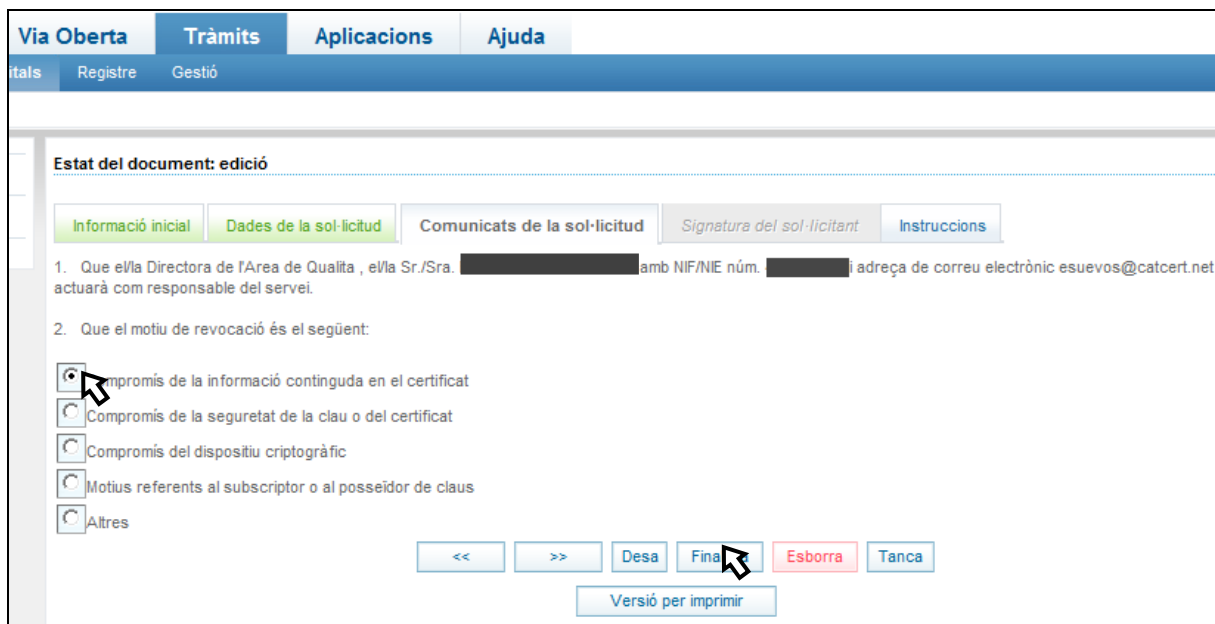 Via Oberta Tràmits Aplicacions Ajuda
itals Registre Gestió
Estat del document: edició
Informació inicial Dades de la sol·licitud Comunicats de la sol·licitud Signatura del sol·licitant Instruccions
1. Que el/la Directora de l'Area de Qualita , el/la Sr./Sra. amb NIF/NIE núm. i adreça de correu electrònic esuevos@catcert.net
actuarà com responsable del servei.
2. Que el motiu de revocació és el següent:
Compromís de la informació continguda en el certificat
Compromís de la seguretat de la clau o del certificat
Compromís del dispositiu criptogràfic
Motius referents al subscriptor o al posseïdor de claus
Altres
<< >> Desa Esborra Tanca
Versió per imprimir